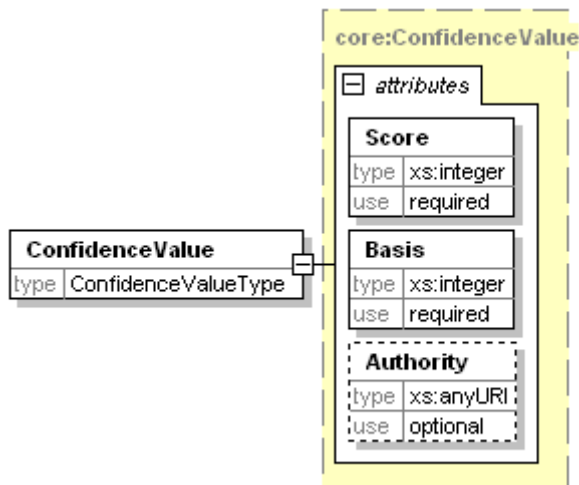 core:ConfidenceValue
attributes
Score
type xs:integer
use required
ConfidenceValue
type ConfidenceValueType
Basis
type xs:integer
use required
Authority
type xs:anyURI
use optional